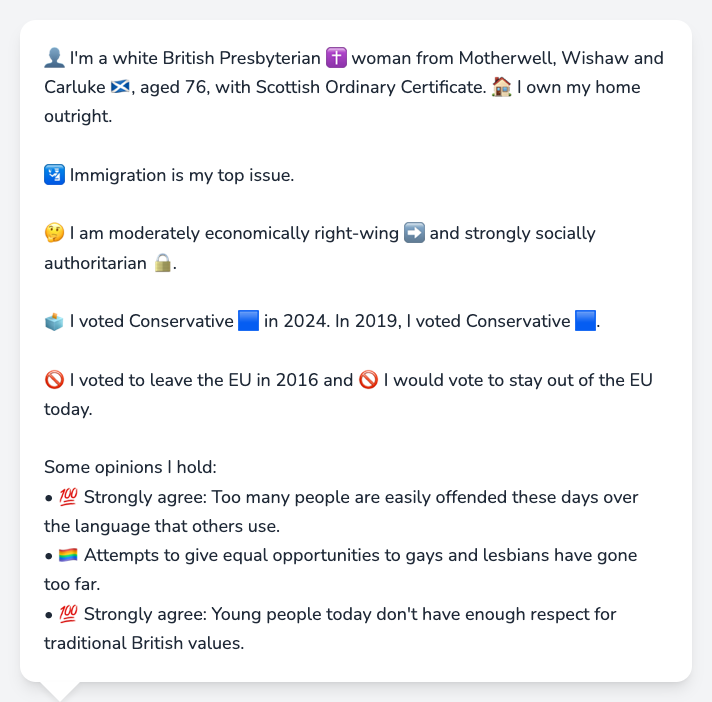 👤 I'm a white British Presbyterian ✝️ woman from Motherwell, Wishaw and
Carluke 🏴󠁧󠁢󠁳󠁣󠁴󠁿, aged 76, with Scottish Ordinary Certificate. 🏠 I own my home
outright.
🛂 Immigration is my top issue.
🤔 I am moderately economically right-wing ➡️ and strongly socially
authoritarian 🔒.
🗳️ I voted Conservative 🟦 in 2024. In 2019, I voted Conservative 🟦.
🚫 I voted to leave the EU in 2016 and 🚫 I would vote to stay out of the EU
today.
Some opinions I hold:
• 💯 Strongly agree: Too many people are easily offended these days over
the language that others use.
• 🏳️‍🌈 Attempts to give equal opportunities to gays and lesbians have gone
too far.
• 💯 Strongly agree: Young people today don't have enough respect for
traditional British values.